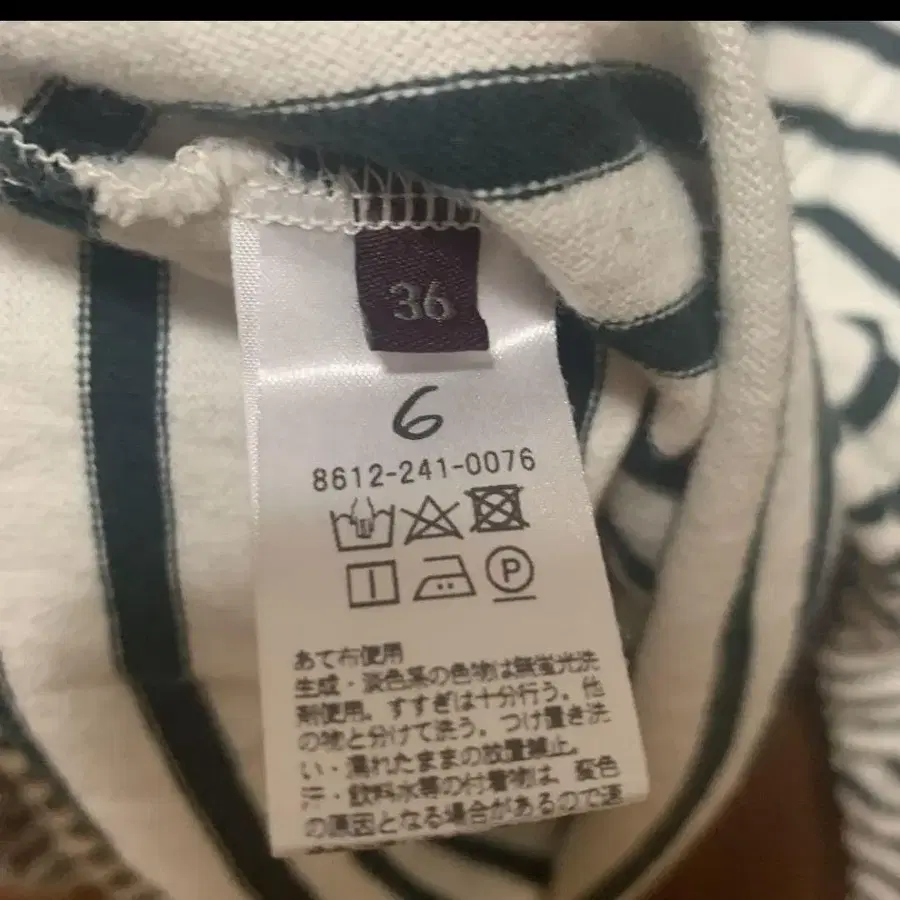 36
6
8612-241-0076
P
あて布使用
生成・淡色系の色物は無蛍光洗
剤使用。すすぎは十分行う。他
の物と分けて洗う。つけ置き洗
い・濡れたままの放置禁止。
汗・飲料水等の付着物は、変色
の原因となる場合があるので速